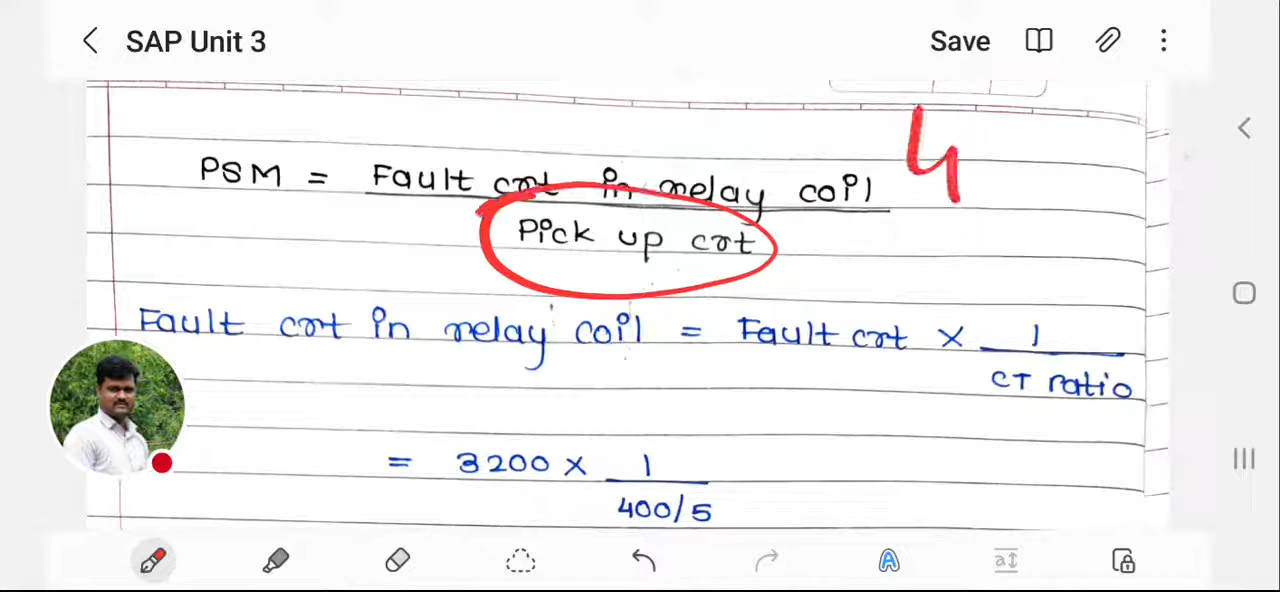 SAP Unit 3
Save
4
PSM = Fault crt in relay coil
Pick up crt
Fault crt in relay coil = Fault crt × 1
CT ratio
= 3200 × 1
400/5
A
a